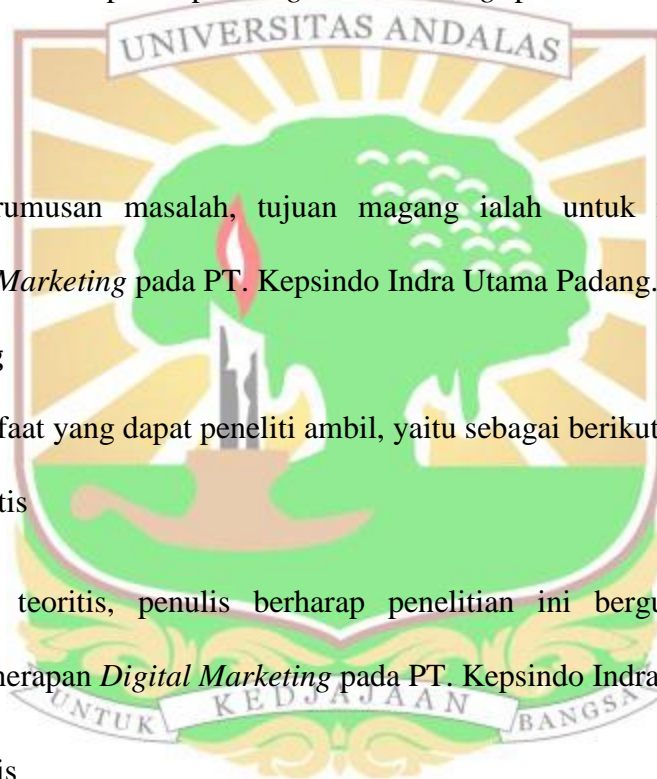 UNIVERSITAS ANDALAS
rumusan masalah, tujuan magang ialah untuk
Marketing pada PT. Kepsindo Indra Utama Padang.
g
faat yang dapat peneliti ambil, yaitu sebagai berikut
tis
teoritis, penulis berharap penelitian ini bergu
nerapan Digital Marketing pada PT. Kepsindo Indra
UNTUK KEDJAJAAN BANGSA
is